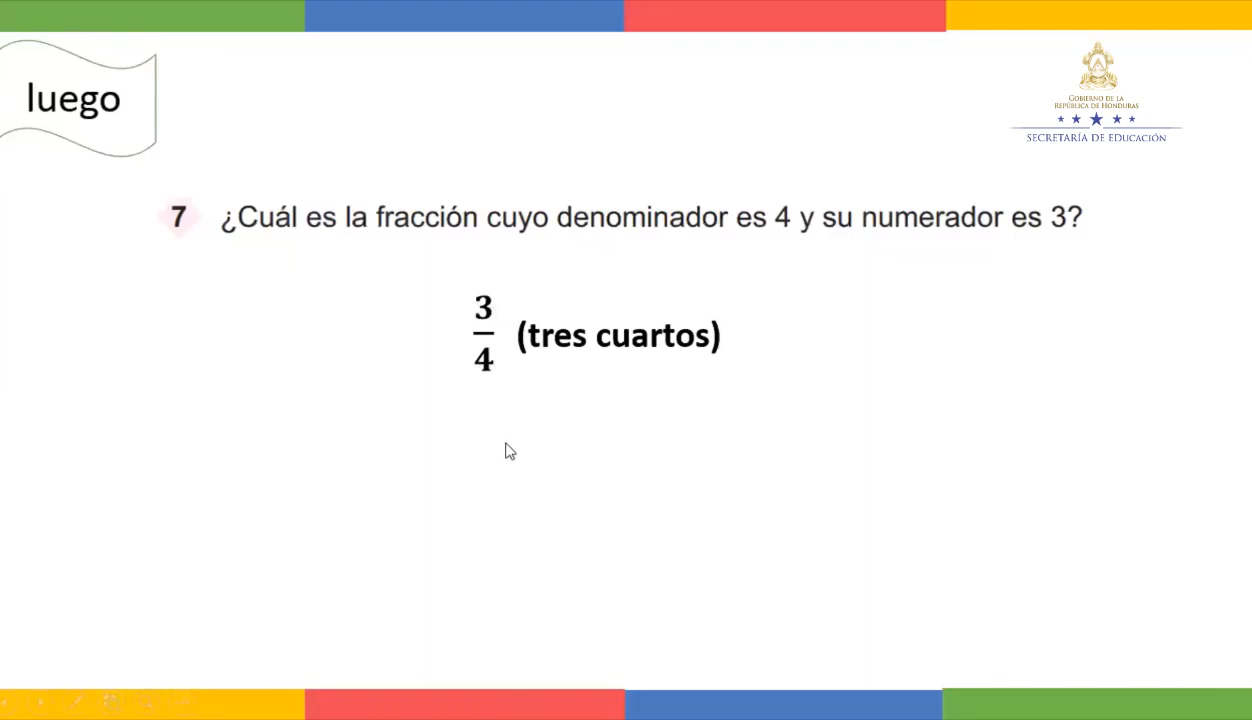 luego
GOBIERNO DE LA
REPÚBLICA DE HONDURAS
SECRETARÍA DE EDUCACIÓN
7 ¿Cuál es la fracción cuyo denominador es 4 y su numerador es 3?
3
4 (tres cuartos)